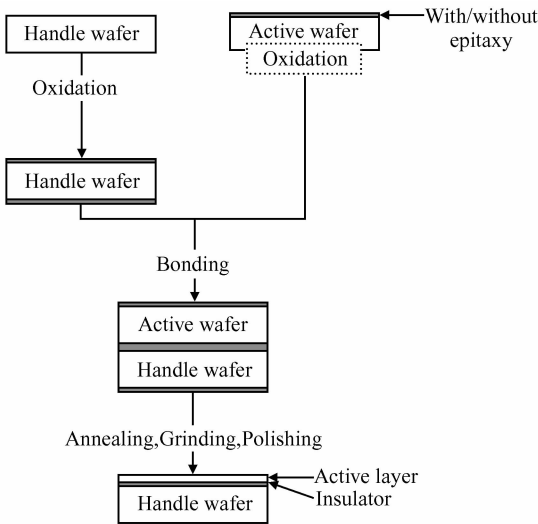 Handle wafer
With/without
epitaxy
Active wafer
Oxidation
Oxidation
Handle wafer
Bonding
Active wafer
Handle wafer
Annealing,Grinding,Polishing
Active layer
Insulator
Handle wafer